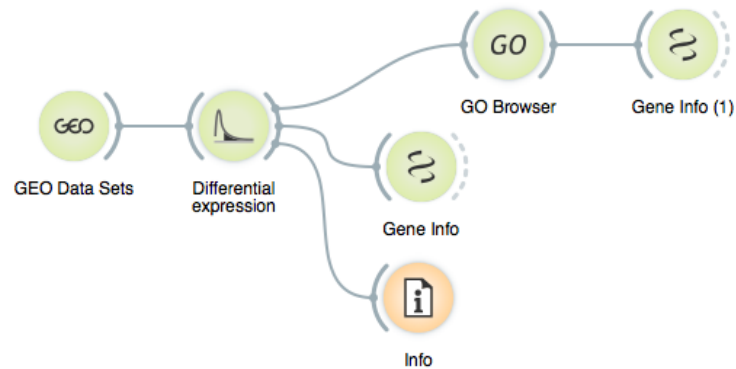 GO
GO Browser
Gene Info (1)
GEO
GEO Data Sets
Differential
expression
Gene Info
i
Info